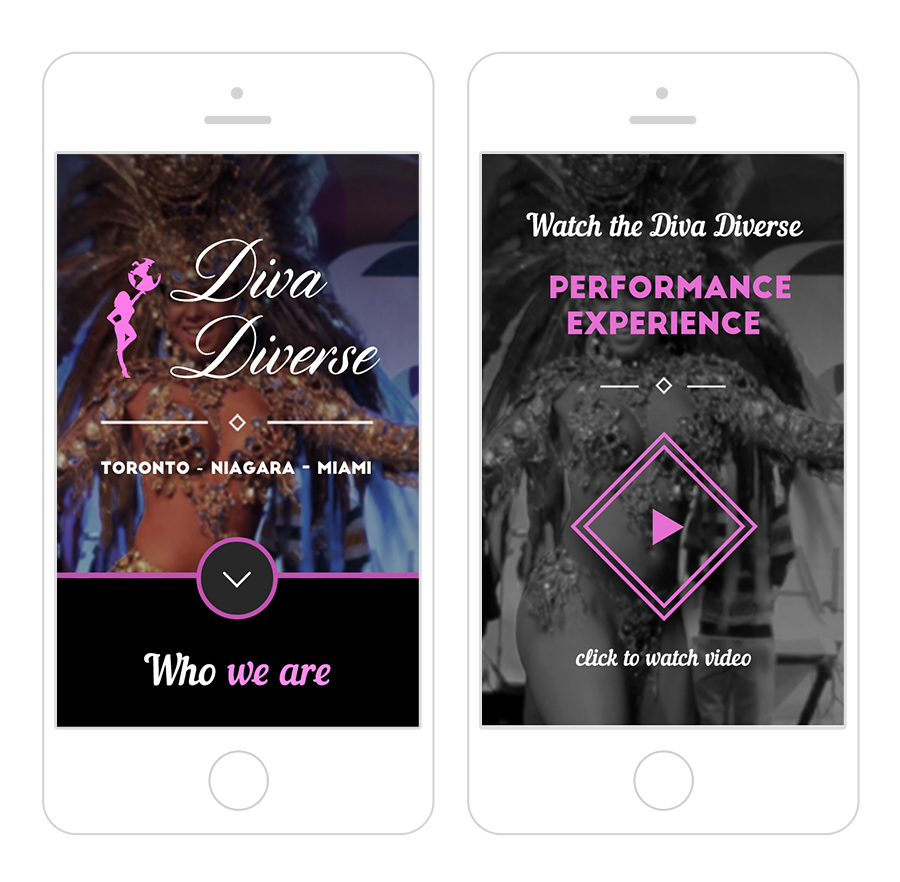 Diva
Diverse
TORONTO ~ NIAGARA - MIAMI
Who we are
Watch the Diva Diverse
PERFORMANCE
EXPERIENCE
click to watch video